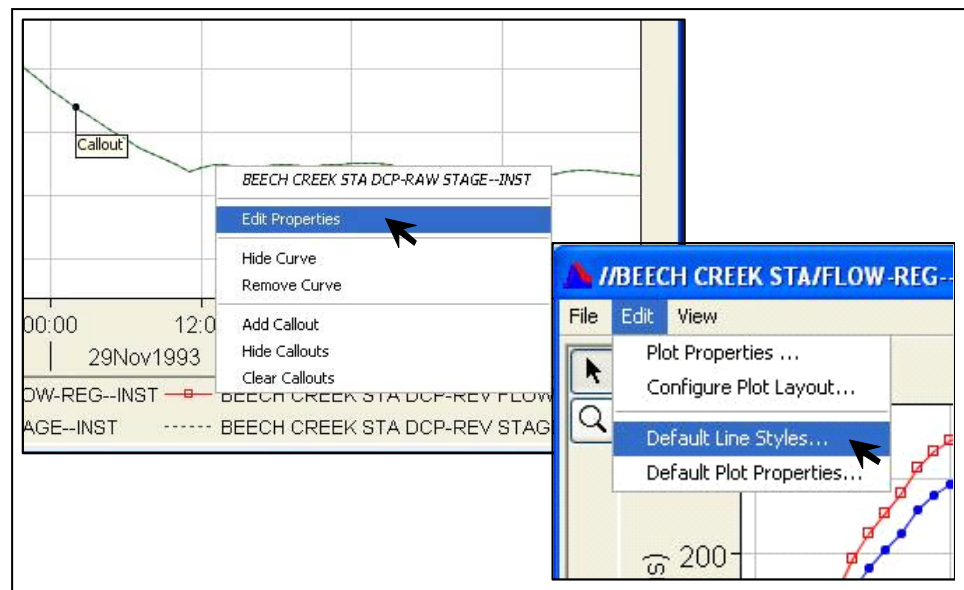 Callout
BEECH CREEK STA DCP-RAW STAGE--INST
Edit Properties
Hide Curve
Remove Curve
Add Callout
Hide Callouts
Clear Callouts
00:00 12:0
29Nov1993
OW-REG--INST BEECH CREEK STA DCP-REV FLOW
AGE--INST BEECH CREEK STA DCP-REV STAG
//BEECH CREEK STA/FLOW-REG--
File Edit View
Plot Properties ...
Configure Plot Layout...
Default Line Styles...
Default Plot Properties...
200
s)